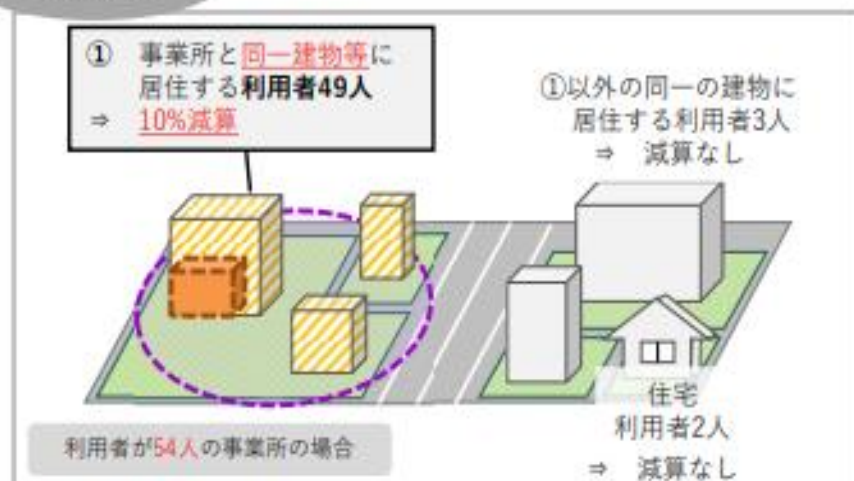 ① 事業所と同一建物等に
居住する利用者49人
⇒ 10%減算
①以外の同一の建物に
居住する利用者3人
⇒ 減算なし
住宅
利用者2人
⇒ 減算なし
利用者が54人の事業所の場合